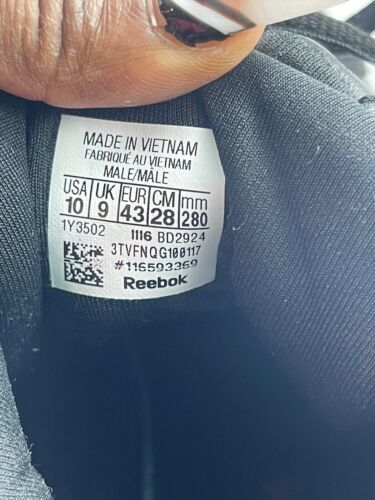 MADE IN VIETNAM
FABRIQUÉ AU VIETNAM
MALE/MÂLE
USA UK EUR CM mm
10 9 43 28 280
1Y3502 1116 BD2924
3TVFNQG100117
#116593369
Reebok